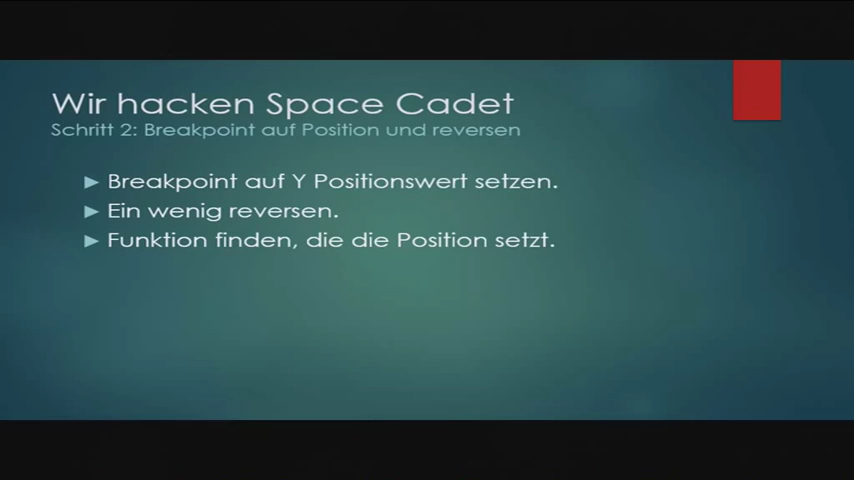 Wir hacken Space Cadet
Schritt 2: Breakpoint auf Position und reversen
Breakpoint auf Y Positionswert setzen.
Ein wenig reversen.
Funktion finden, die die Position setzt.